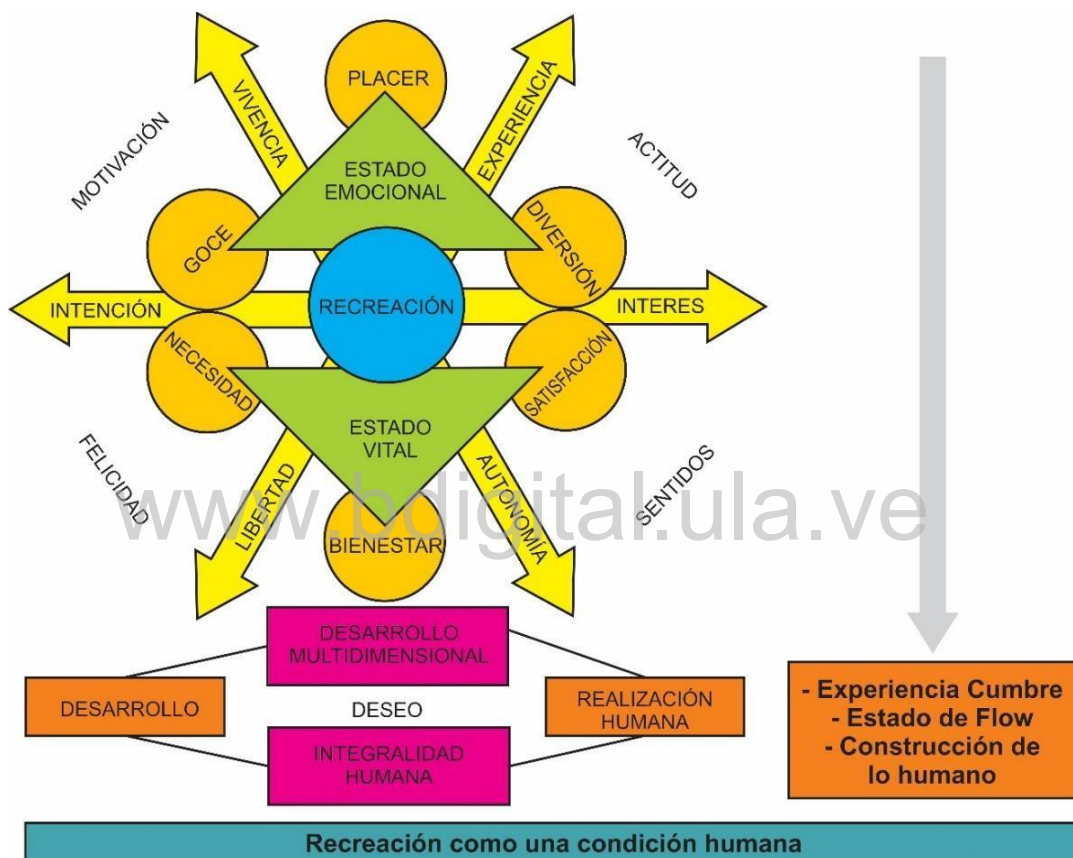 PLACER
VIVENCIA
EXPERIENCIA
MOTIVACIÓN
ACTITUD
ESTADO
EMOCIONAL
GOCE
DIVERSIÓN
INTENCIÓN
RECREACIÓN
INTERES
NECESIDAD
SATISFACCIÓN
ESTADO
VITAL
FELICIDAD
LIBERTAD
AUTONOMÍA
SENTIDOS
www.bdigital.ula.ve
BIENESTAR
DESARROLLO
MULTIDIMENSIONAL
DESARROLLO
DESEO
REALIZACIÓN
HUMANA
INTEGRALIDAD
HUMANA
- Experiencia Cumbre
- Estado de Flow
- Construcción de
lo humano
Recreación como una condición humana